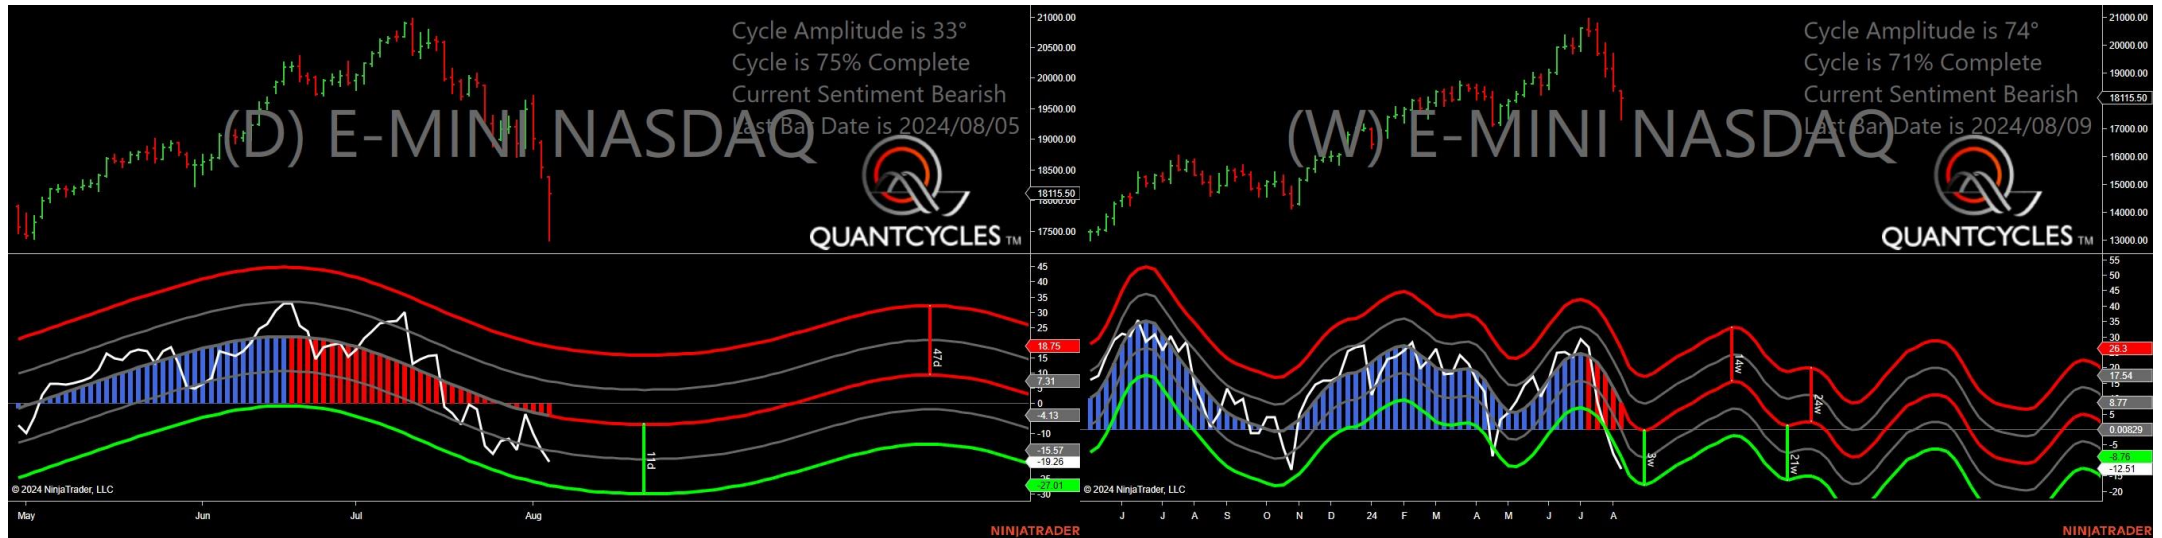 Cycle Amplitude is 33°
Cycle is 75% Complete
Current Sentiment Bearish
Last Bar Date is 2024/08/05
(D) E-MINI NASDAQ
QUANTCYCLES TM
21000.00
20500.00
20000.00
19500.00
19000.00
18500.00
18115.50
18000.00
17500.00
45
40
35
30
25
18.75
15
10
7.31
0
-4.13
-10
-15.57
-19.26
-27.01
-30
47d
11d
© 2024 NinjaTrader, LLC
May Jun Jul Aug
NINJATRADER
Cycle Amplitude is 74°
Cycle is 71% Complete
Current Sentiment Bearish
Last Bar Date is 2024/08/09
(W) E-MINI NASDAQ
QUANTCYCLES TM
21000.00
20000.00
19000.00
18115.50
17000.00
16000.00
15000.00
14000.00
13000.00
55
50
45
40
35
30
26.3
20
17.54
15
8.77
5
0.00829
-5
-8.76
-12.51
-15
-20
14w
24w
3w
21w
© 2024 NinjaTrader, LLC
J J A S O N D 24 F M A M J J A
NINJATRADER